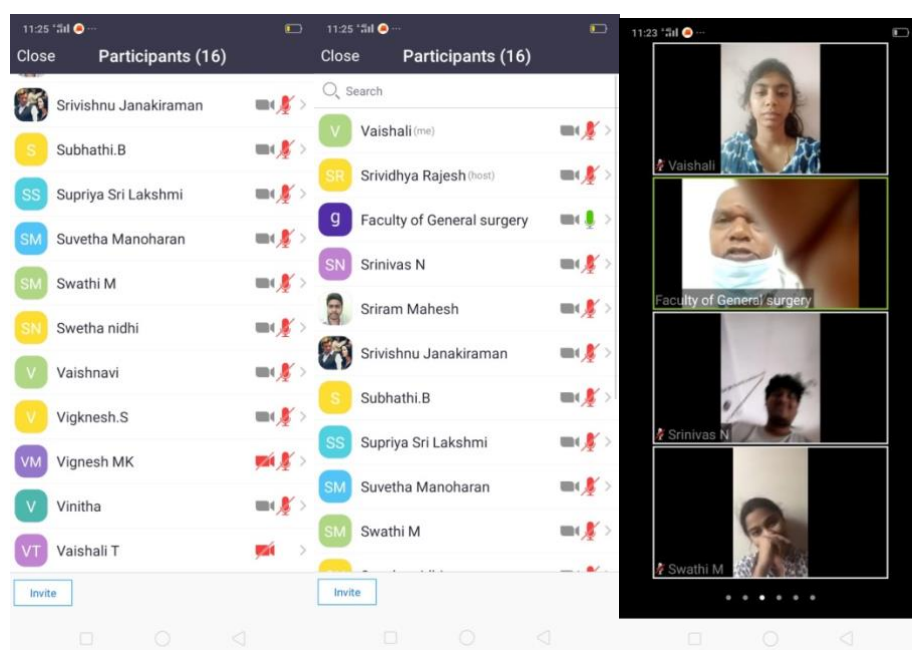 11:25
Close Participants (16)
Srivishnu Janakiraman
S Subhathi.B
SS Supriya Sri Lakshmi
SM Suvetha Manoharan
SM Swathi M
SN Swetha nidhi
V Vaishnavi
V Vigknesh.S
VM Vignesh MK
V Vinitha
VT Vaishali T
Invite
11:25
Close Participants (16)
Search
V Vaishali (me)
SR Srividhya Rajesh (host)
g Faculty of General surgery
SN Srinivas N
Sriram Mahesh
Srivishnu Janakiraman
S Subhathi.B
SS Supriya Sri Lakshmi
SM Suvetha Manoharan
SM Swathi M
Invite
11:23
Vaishali
Faculty of General surgery
Srinivas N
Swathi M